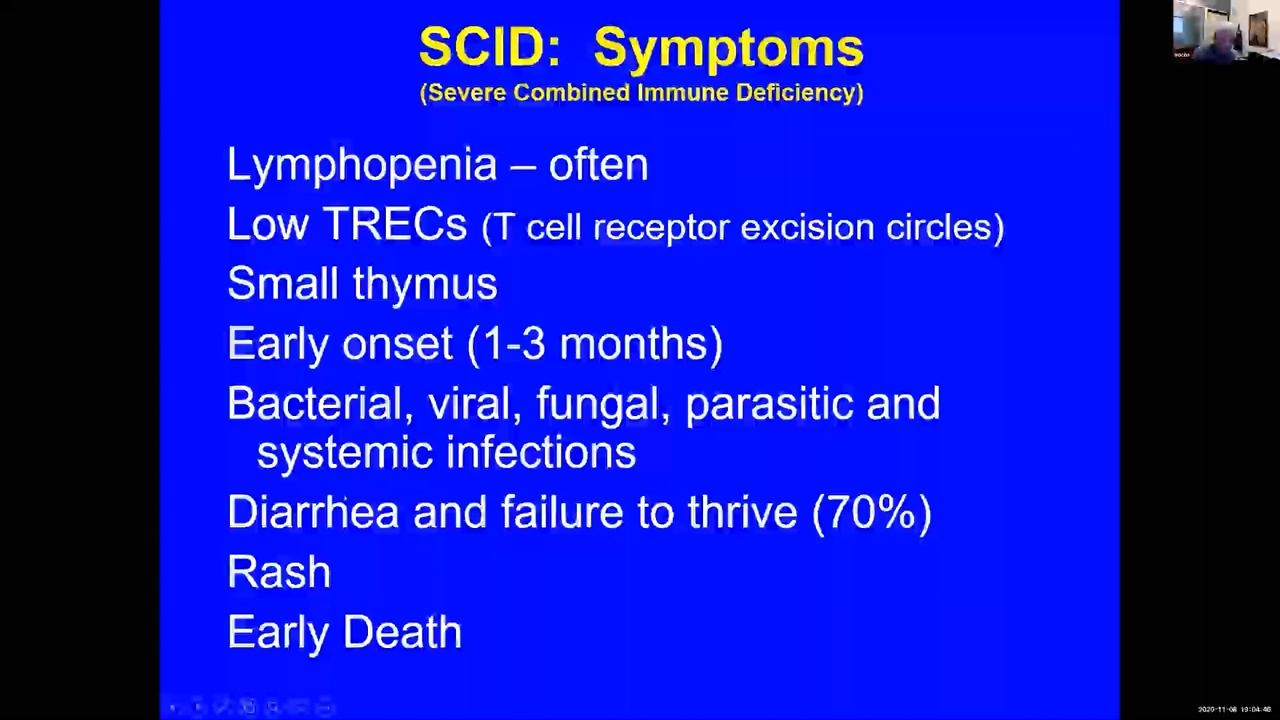 SCID: Symptoms
(Severe Combined Immune Deficiency)
Lymphopenia – often
Low TRECs (T cell receptor excision circles)
Small thymus
Early onset (1-3 months)
Bacterial, viral, fungal, parasitic and
systemic infections
Diarrhea and failure to thrive (70%)
Rash
Early Death